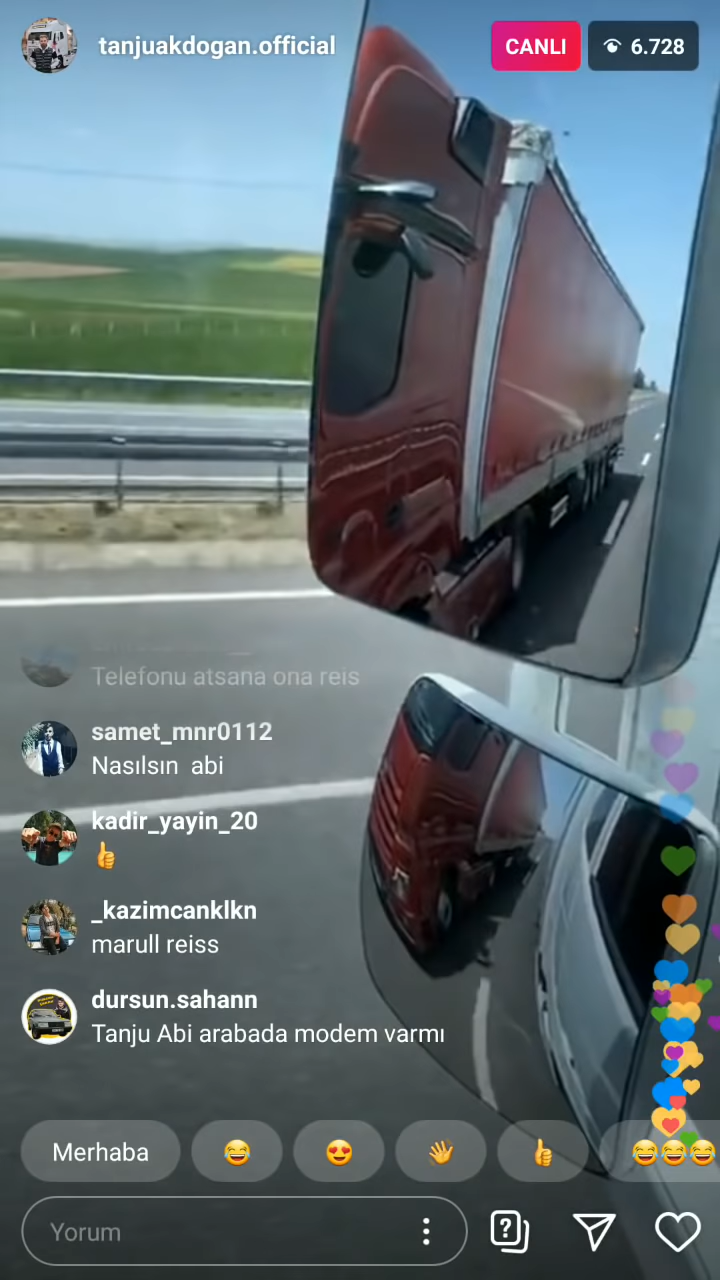 tanjuakdogan.official
CANLI
6.728
Telefonu atsana ona reis
samet_mnr0112
Nasılsın abi
kadir_yayin_20
_kazimcanklkn
marull reiss
dursun.sahann
Tanju Abi arabada modem varmı
Merhaba
Yorum